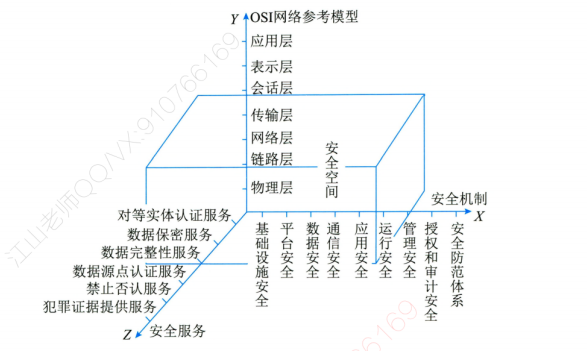 Y
OSI网络参考模型
应用层
表示层
会话层
传输层
网络层
链路层
物理层
安全空间
安全机制
X
对等实体认证服务
数据保密服务
数据完整性服务
数据源点认证服务
禁止否认服务
犯罪证据提供服务
Z
安全服务
基础设施安全
平台安全
数据安全
通信安全
应用安全
运行安全
管理安全
授权和审计安全
安全防范体系
江山老师QQ/VX:910766169
169